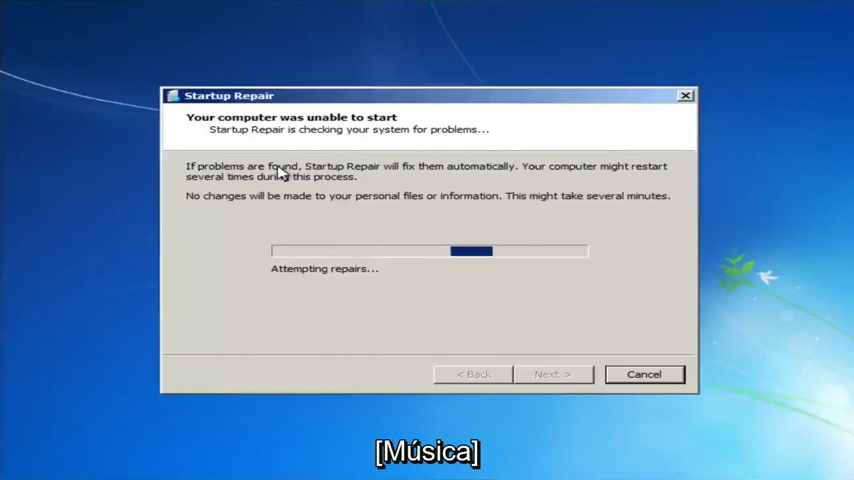 Startup Repair
Your computer was unable to start
Startup Repair is checking your system for problems...
If problems are found, Startup Repair will fix them automatically. Your computer might restart
several times during this process.
No changes will be made to your personal files or information. This might take several minutes.
Attempting repairs...
< Back
Next >
Cancel
[Música]